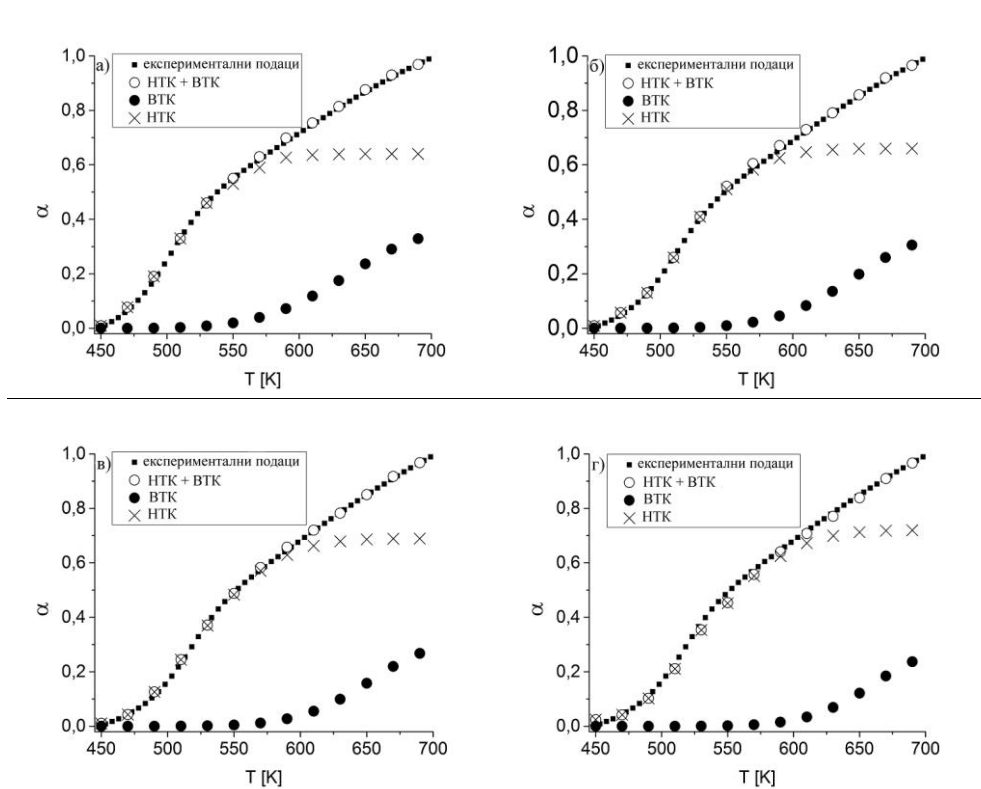 а)
■ експериментални подаци
○ НТК + ВТК
● ВТК
× НТК
1,0
0,8
0,6
0,4
0,2
0,0
α
450 500 550 600 650 700
T [K]
б)
■ експериментални подаци
○ НТК + ВТК
● ВТК
× НТК
1,0
0,8
0,6
0,4
0,2
0,0
α
450 500 550 600 650 700
T [K]
в)
■ експериментални подаци
○ НТК + ВТК
● ВТК
× НТК
1,0
0,8
0,6
0,4
0,2
0,0
α
450 500 550 600 650 700
T [K]
г)
■ експериментални подаци
○ НТК + ВТК
● ВТК
× НТК
1,0
0,8
0,6
0,4
0,2
0,0
α
450 500 550 600 650 700
T [K]